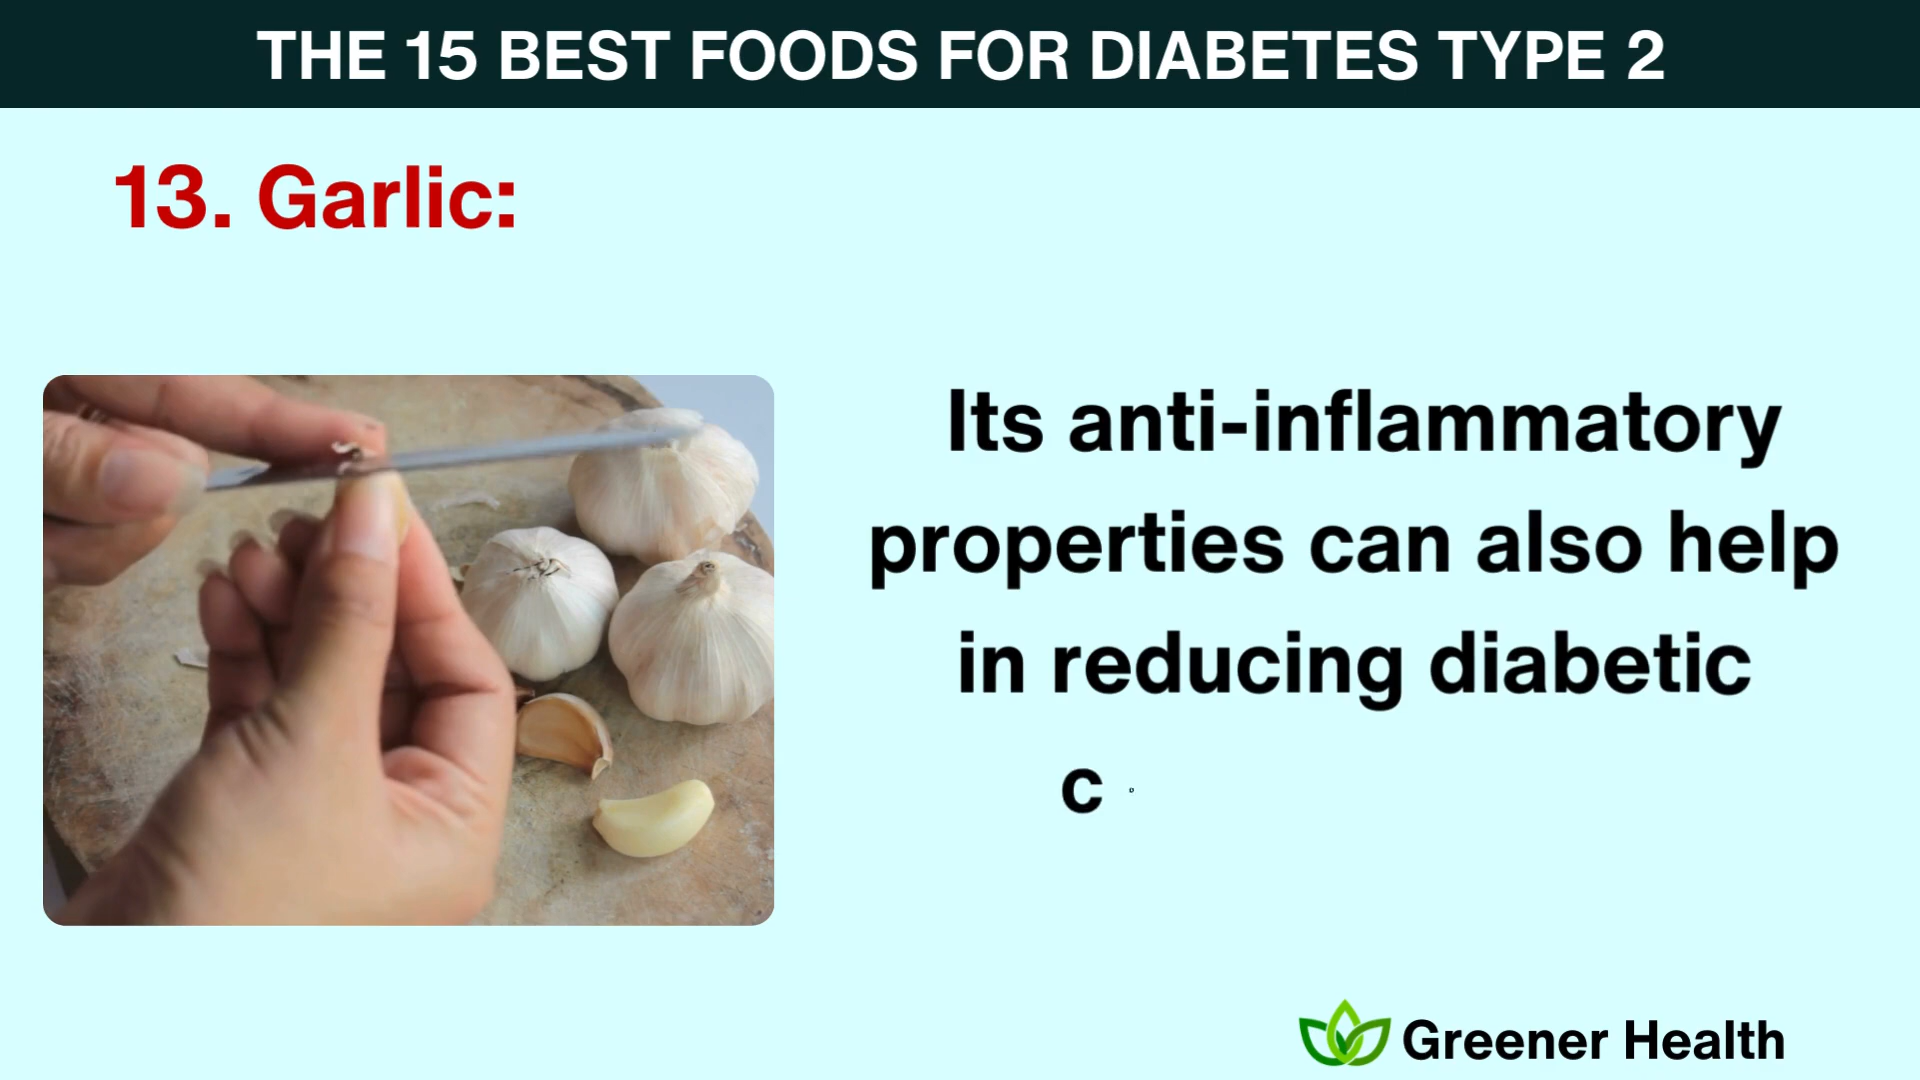 THE 15 BEST FOODS FOR DIABETES TYPE 2
13. Garlic:
Its anti-inflammatory
properties can also help
in reducing diabetic
c
Greener Health